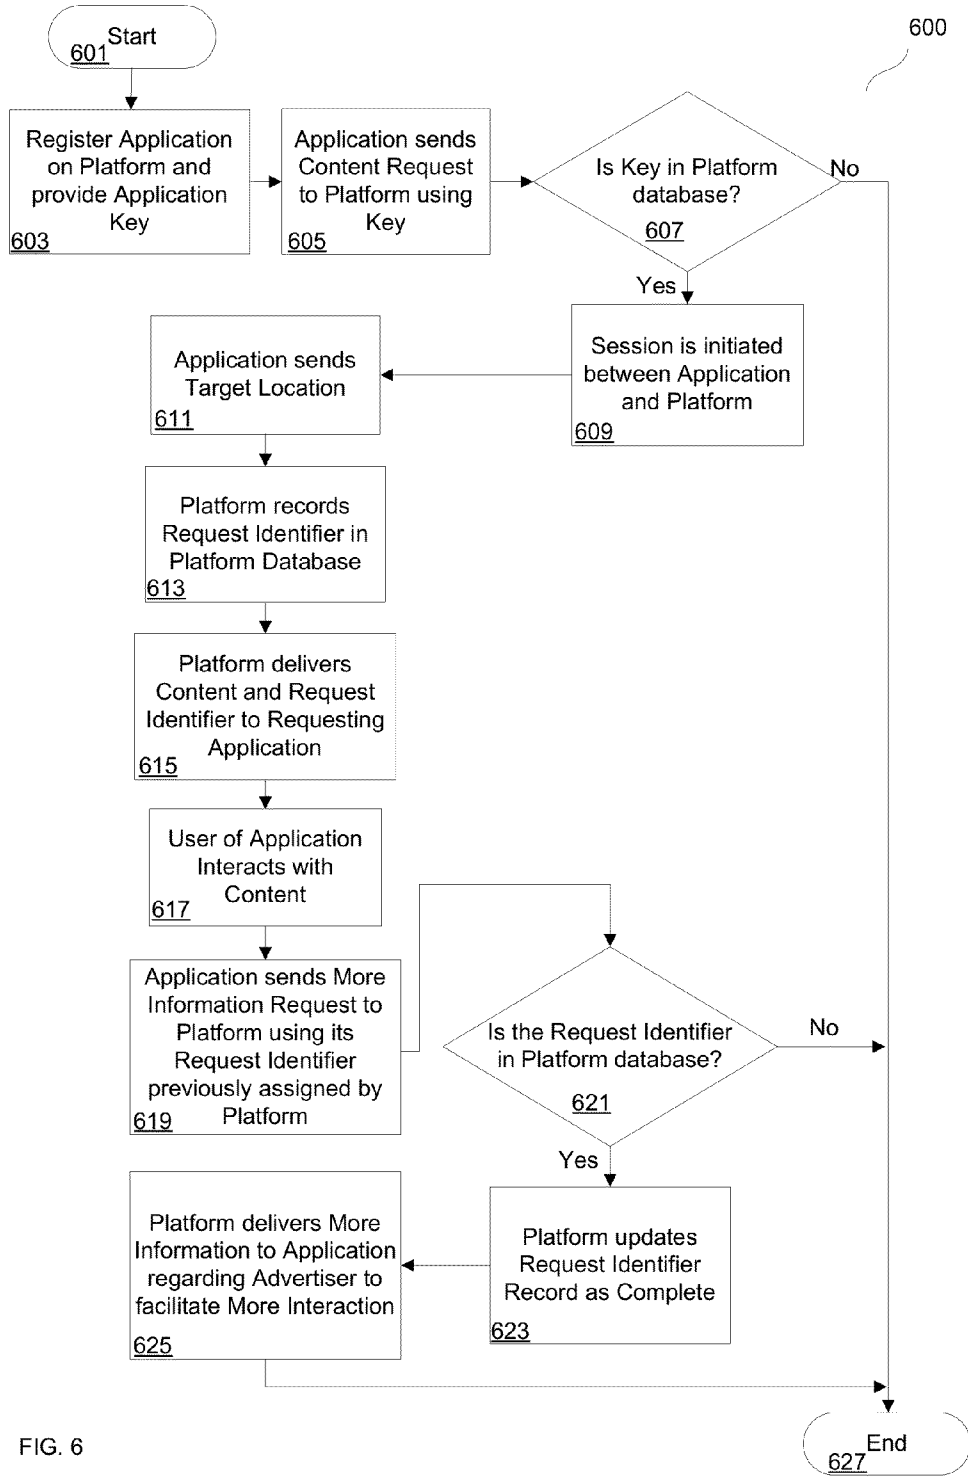 600
Start
601
Register Application
on Platform and
provide Application
Key
603
Application sends
Content Request
to Platform using
Key
605
Is Key in Platform
database?
607
No
Yes
Session is initiated
between Application
and Platform
609
Application sends
Target Location
611
Platform records
Request Identifier in
Platform Database
613
Platform delivers
Content and Request
Identifier to Requesting
Application
615
User of Application
Interacts with
Content
617
Application sends More
Information Request to
Platform using its
Request Identifier
previously assigned by
Platform
619
Is the Request Identifier
in Platform database?
621
No
Yes
Platform updates
Request Identifier
Record as Complete
623
Platform delivers More
Information to Application
regarding Advertiser to
facilitate More Interaction
625
End
627
FIG. 6